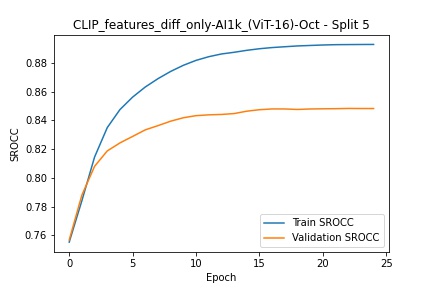 CLIP_features_diff_only-AI1k_(ViT-16)-Oct - Split 5
SROCC
0.88
0.86
0.84
0.82
0.80
0.78
0.76
Train SROCC
Validation SROCC
0 5 10 15 20 25
Epoch